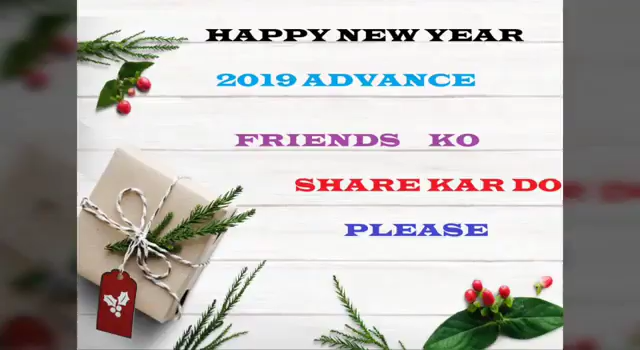 HAPPY NEW YEAR
2019 ADVANCE
FRIENDS KO
SHARE KAR DO
PLEASE